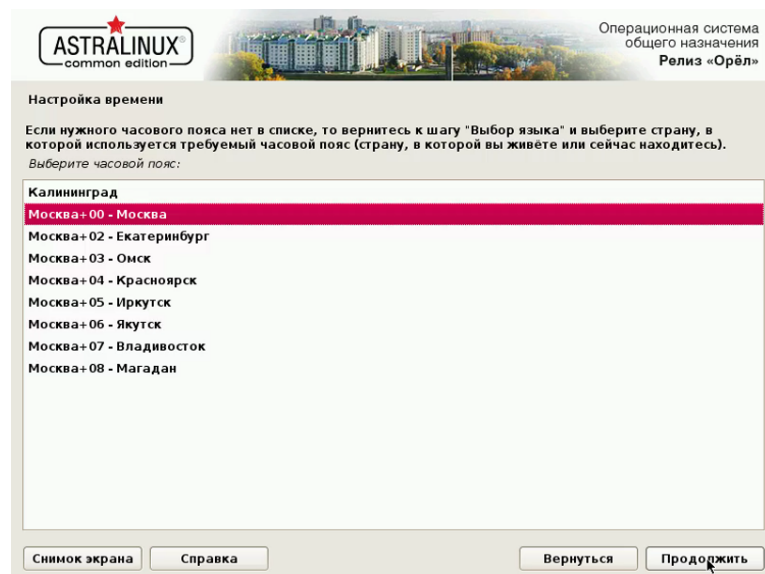 ASTRALINUX®
common edition
Операционная система
общего назначения
Релиз «Орёл»
Настройка времени
Если нужного часового пояса нет в списке, то вернитесь к шагу "Выбор языка" и выберите страну, в
которой используется требуемый часовой пояс (страну, в которой вы живёте или сейчас находитесь).
Выберите часовой пояс:
Калининград
Москва+00 - Москва
Москва+02 - Екатеринбург
Москва+03 - Омск
Москва+04 - Красноярск
Москва+05 - Иркутск
Москва+06 - Якутск
Москва+07 - Владивосток
Москва+08 - Магадан
Снимок экрана
Справка
Вернуться
Продолжить